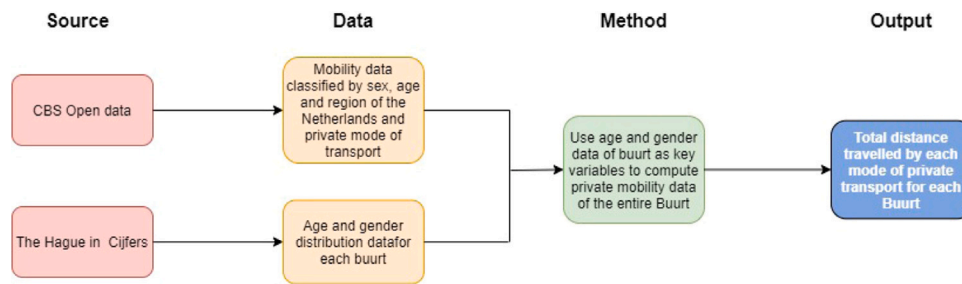 Source
Data
Method
Output
CBS Open data
Mobility data
classified by sex, age
and region of the
Netherlands and
private mode of
transport
The Hague in Cijfers
Age and gender
distribution datafor
each buurt
Use age and gender
data of buurt as key
variables to compute
private mobility data
of the entire Buurt
Total distance
travelled by each
mode of private
transport for each
Buurt